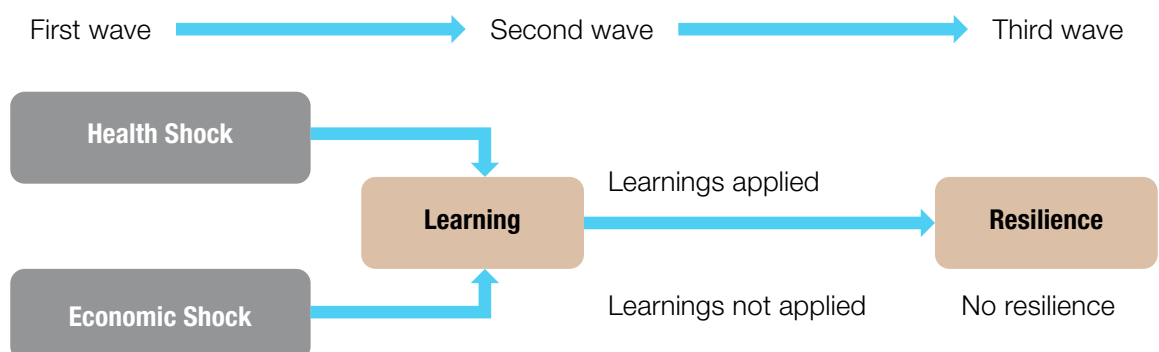 First wave
Second wave
Third wave
Health Shock
Learning
Learnings applied
Resilience
Economic Shock
Learnings not applied
No resilience